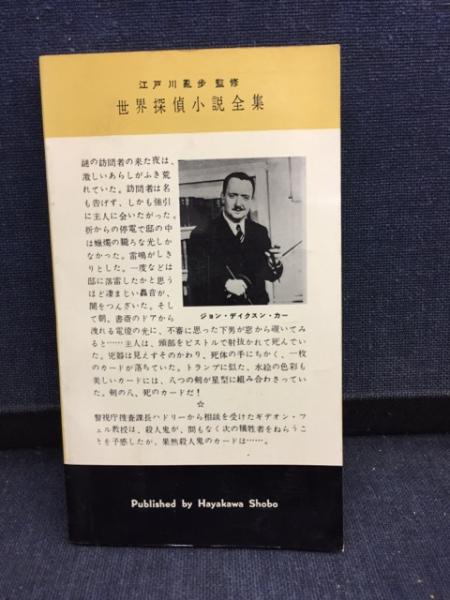 江戸川亂歩 監修
世界探偵小説全集
謎の訪問者の来た夜は、
激しいあらしがふき荒
れていた。訪問者は名
も告げず、しかも強引
に主人に会いたがった。
折からの停電で邸の中
は蠟燭の朧ろな光しか
なかった。雷鳴がしき
りとした。一度などは
邸に落雷したかと思う
ほど凄まじい轟音が、
闇をつんざいた。そし
て朝、書斎のドアから
洩れる電燈の光に、不審に思った下男が窓から覗いてみ
ると……主人は、頭部をピストルで射抜かれて死んでい
た。兇器は見えずそのかわり、死体の手にちかく、一枚
のカードが落ちていた。トランプに似た、水絵の色彩も
美しいカードには、八つの剣が星型に組み合わさってい
た。剣の八、死のカードだ!
☆
警視庁捜査課長ハドリーから相談を受けたギデオン・フ
ェル教授は、殺人鬼が、間もなく次の犠牲者をねらうこ
とを予感したが、果然殺人鬼のカードは……。
ジョン・ディクスン・カー
Published by Hayakawa Shobo